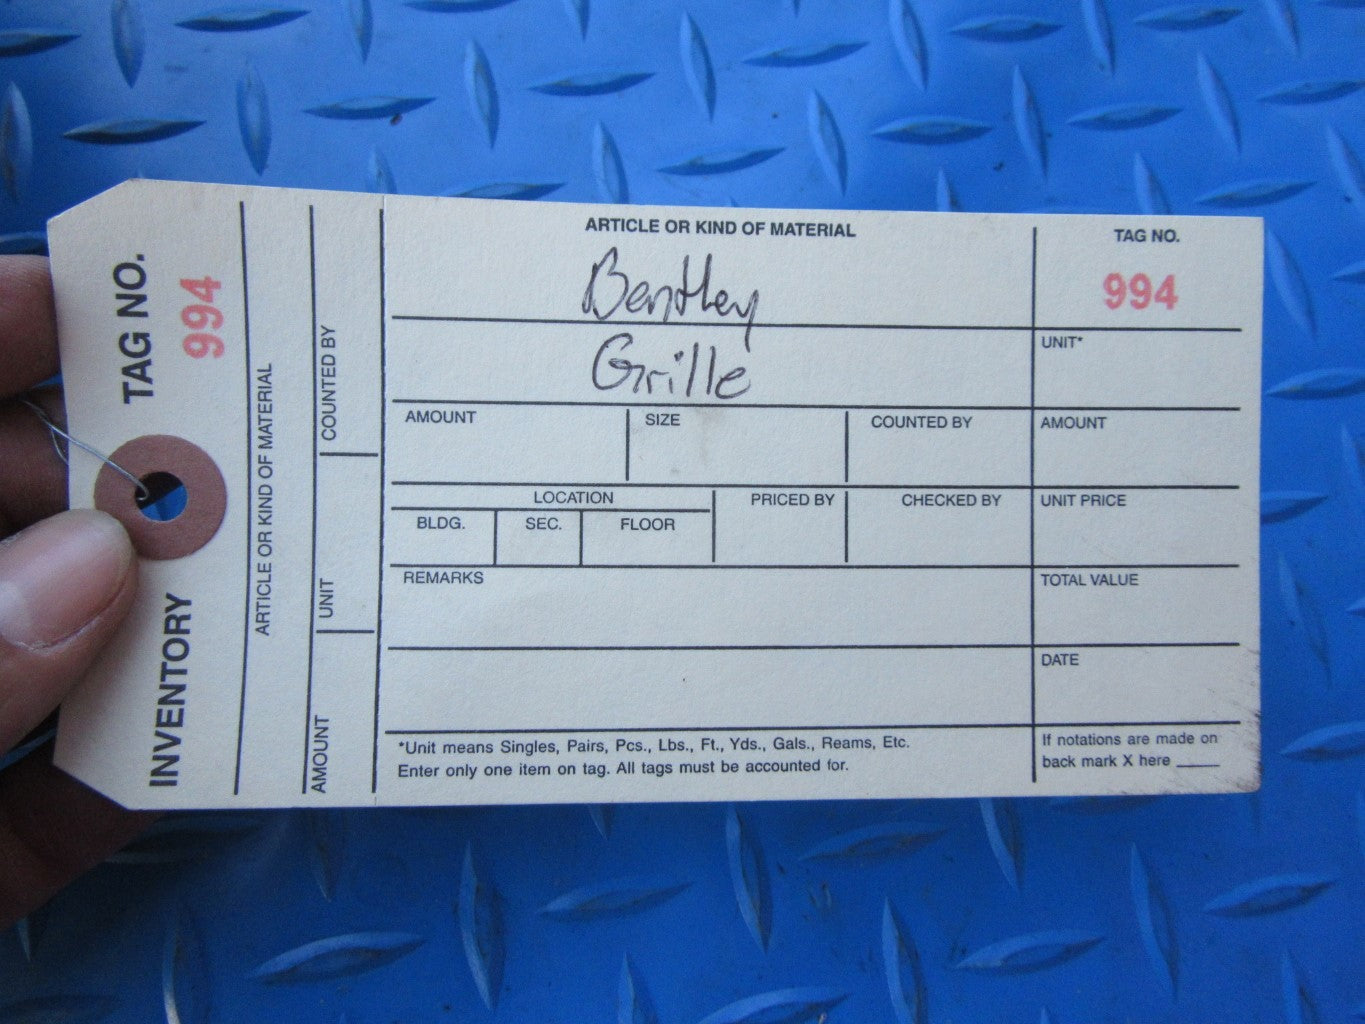 INVENTORY TAG NO.
994
ARTICLE OR KIND OF MATERIAL
AMOUNT UNIT COUNTED BY
ARTICLE OR KIND OF MATERIAL
Bentley
Grille
TAG NO.
994
UNIT*
AMOUNT SIZE COUNTED BY AMOUNT
LOCATION PRICED BY CHECKED BY UNIT PRICE
BLDG. SEC. FLOOR
REMARKS TOTAL VALUE
DATE
*Unit means Singles, Pairs, Pcs., Lbs., Ft., Yds., Gals., Reams, Etc.
Enter only one item on tag. All tags must be accounted for.
If notations are made on
back mark X here _____